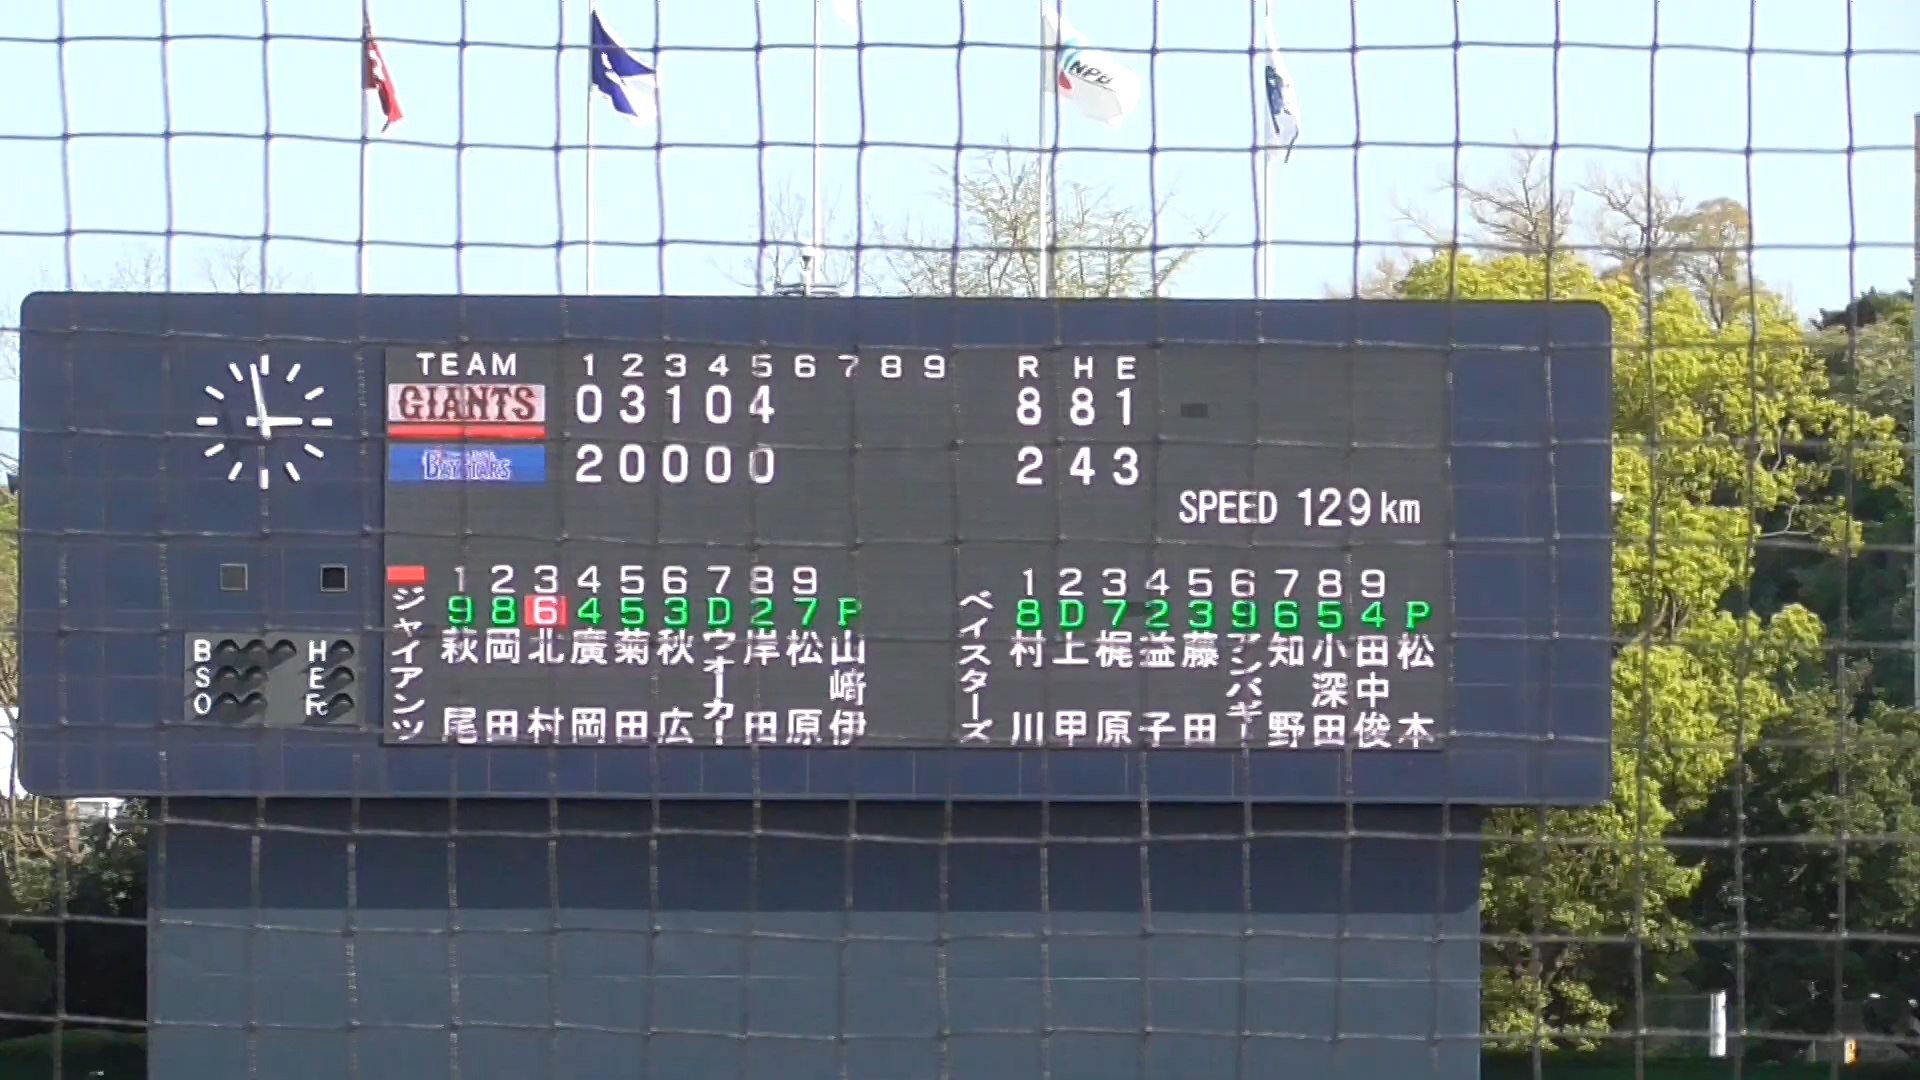 NPB
TEAM 1 2 3 4 5 6 7 8 9 R H E
GIANTS 0 3 1 0 4 8 8 1
BAYSTARS 2 0 0 0 0 2 4 3
SPEED 129 km
ジャイアンツ
1 2 3 4 5 6 7 8 9
9 8 6 4 5 3 D 2 7 P
萩尾
岡田
北村
廣岡
菊田
秋広
ウォーカー
岸田
松原
山﨑伊
ベイスターズ
1 2 3 4 5 6 7 8 9
8 D 7 2 3 9 6 5 4 P
村川
上甲
梶原
益子
藤田
アンバギー
知野
小深田
田中俊
松本
B H
S E
O Fc